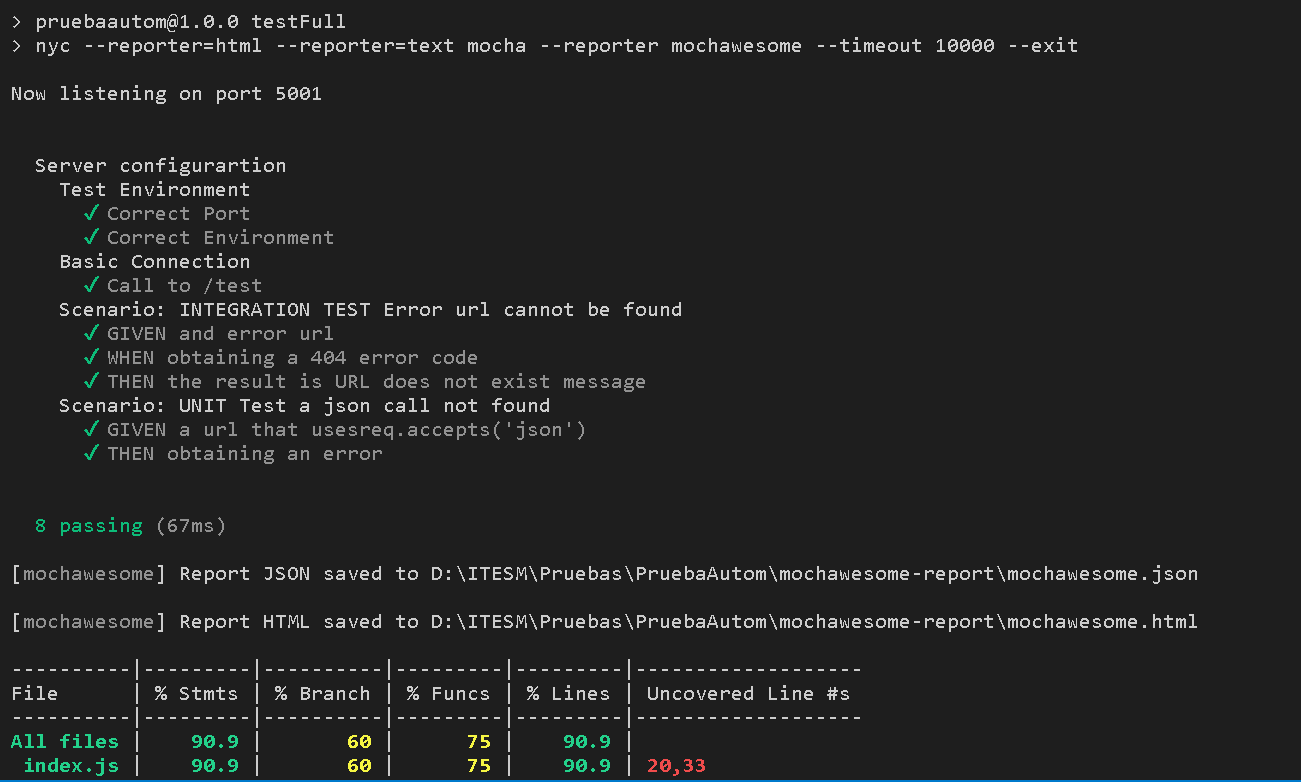 > pruebaautom@1.0.0 testFull
> nyc --reporter=html --reporter=text mocha --reporter mochawesome --timeout 10000 --exit
Now listening on port 5001
Server configurartion
Test Environment
✓ Correct Port
✓ Correct Environment
Basic Connection
✓ Call to /test
Scenario: INTEGRATION TEST Error url cannot be found
✓ GIVEN and error url
✓ WHEN obtaining a 404 error code
✓ THEN the result is URL does not exist message
Scenario: UNIT Test a json call not found
✓ GIVEN a url that usesreq.accepts('json')
✓ THEN obtaining an error
8 passing (67ms)
[mochawesome] Report JSON saved to D:\ITESM\Pruebas\PruebaAutom\mochawesome-report\mochawesome.json
[mochawesome] Report HTML saved to D:\ITESM\Pruebas\PruebaAutom\mochawesome-report\mochawesome.html
----------|---------|----------|---------|---------|-------------------
File      | % Stmts | % Branch | % Funcs | % Lines | Uncovered Line #s
----------|---------|----------|---------|---------|-------------------
All files |    90.9 |       60 |      75 |    90.9 |
 index.js |    90.9 |       60 |      75 |    90.9 | 20,33